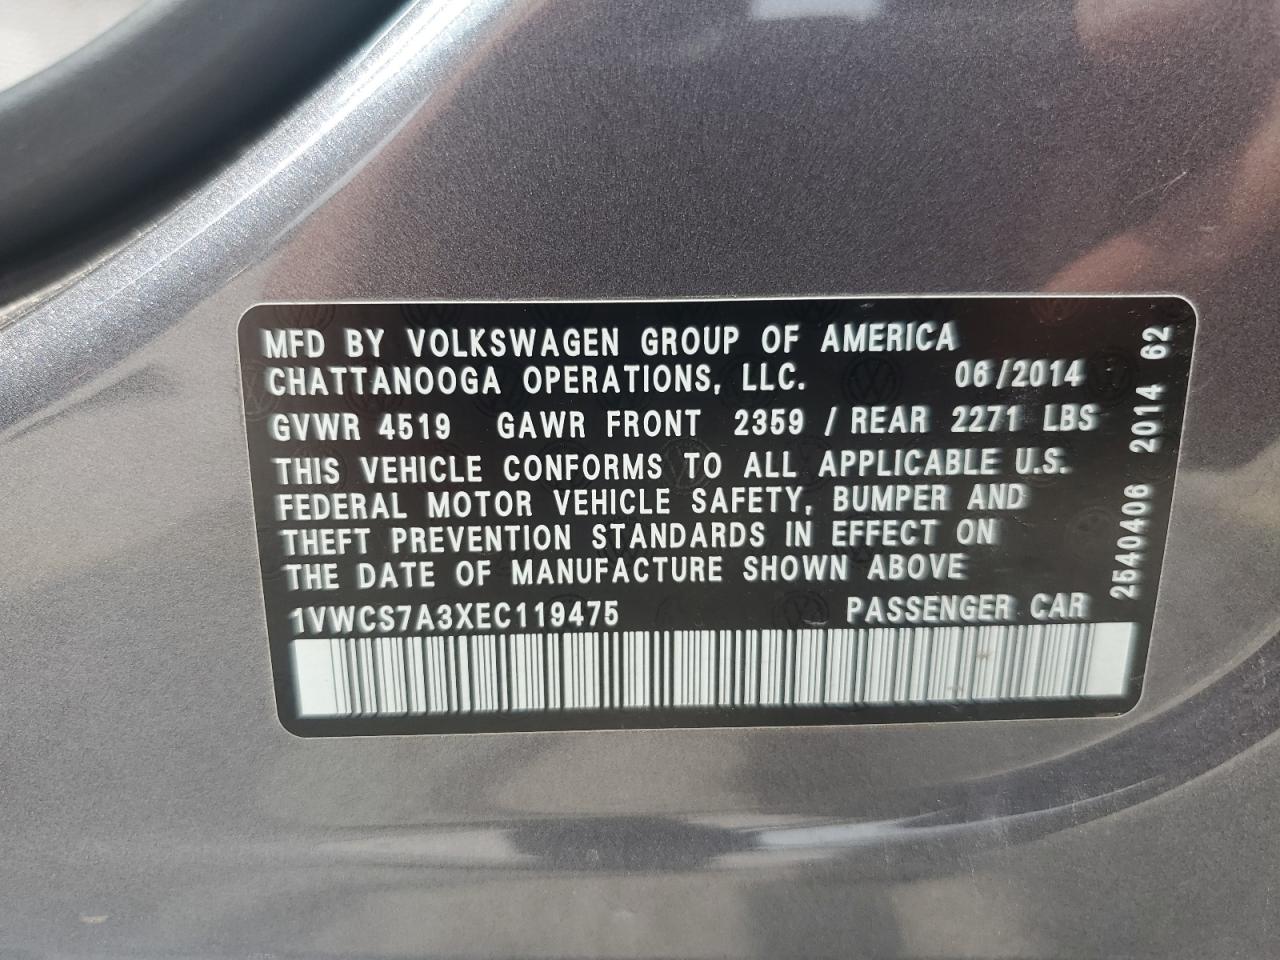 MFD BY VOLKSWAGEN GROUP OF AMERICA
CHATTANOOGA OPERATIONS, LLC. 06/2014
GVWR 4519 GAWR FRONT 2359 / REAR 2271 LBS
THIS VEHICLE CONFORMS TO ALL APPLICABLE U.S.
FEDERAL MOTOR VEHICLE SAFETY, BUMPER AND
THEFT PREVENTION STANDARDS IN EFFECT ON
THE DATE OF MANUFACTURE SHOWN ABOVE
1VWCS7A3XEC119475 PASSENGER CAR
2540406 2014 62